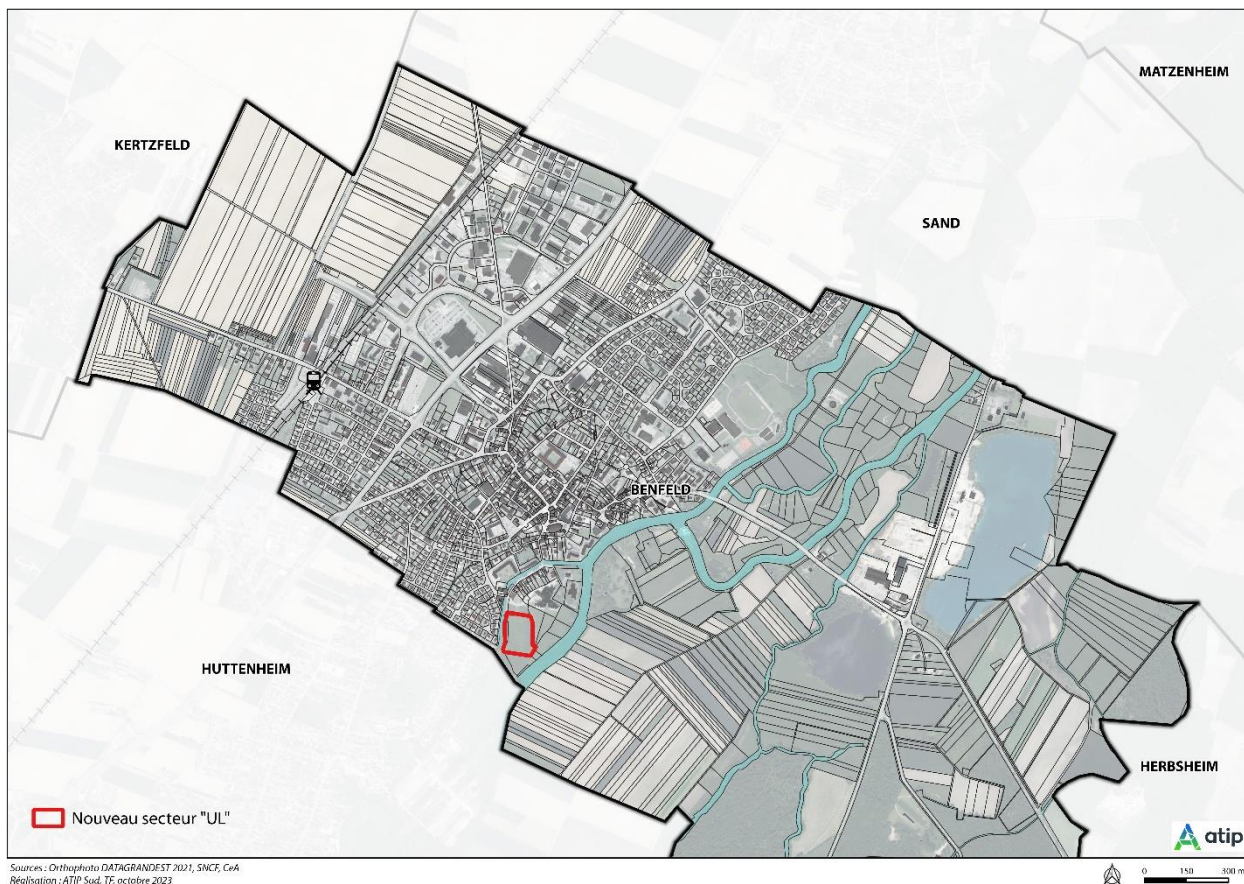 MATZENHEIM
KERTZFELD
SAND
BENFELD
HUTTENHEIM
HERBSHEIM
Nouveau secteur "UL"
atip
Sources : Orthophoto DATAGRANDEST 2021, SNCF, CeA
Réalisation : ATIP Sud, TF, octobre 2023
0 150 300 m